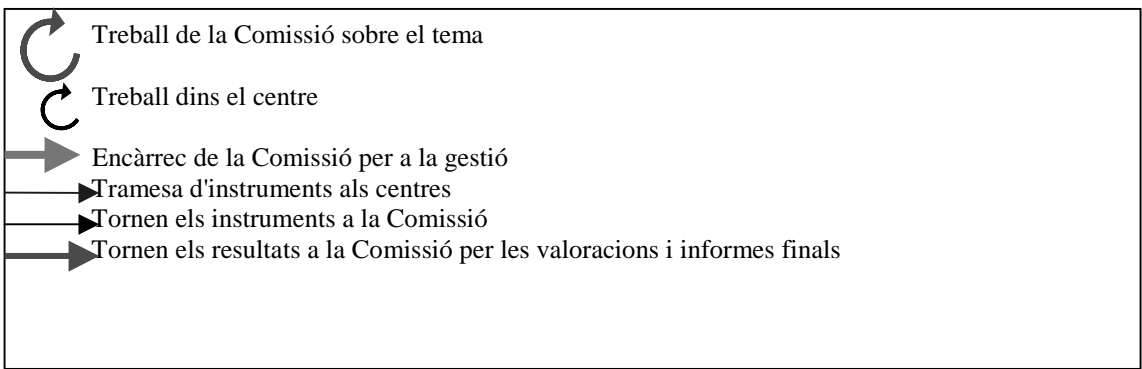 Treball de la Comissió sobre el tema
Treball dins el centre
Encàrrec de la Comissió per a la gestió
Tramesa d'instruments als centres
Tornen els instruments a la Comissió
Tornen els resultats a la Comissió per les valoracions i informes finals